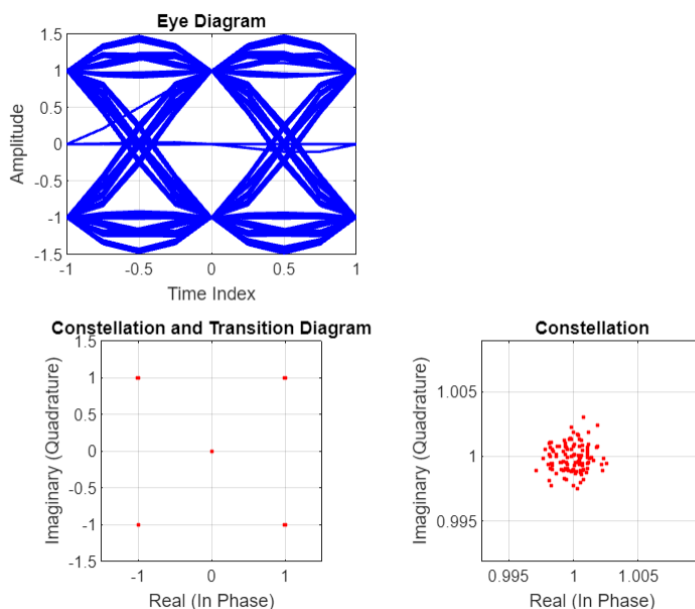 Eye Diagram
1.5
1
0.5
0
-0.5
-1
-1.5
Amplitude
-1 -0.5 0 0.5 1
Time Index
Constellation and Transition Diagram
1.5
1
0.5
0
-0.5
-1
-1.5
Imaginary (Quadrature)
-1 0 1
Real (In Phase)
Constellation
1.005
1
0.995
Imaginary (Quadrature)
0.995 1 1.005
Real (In Phase)